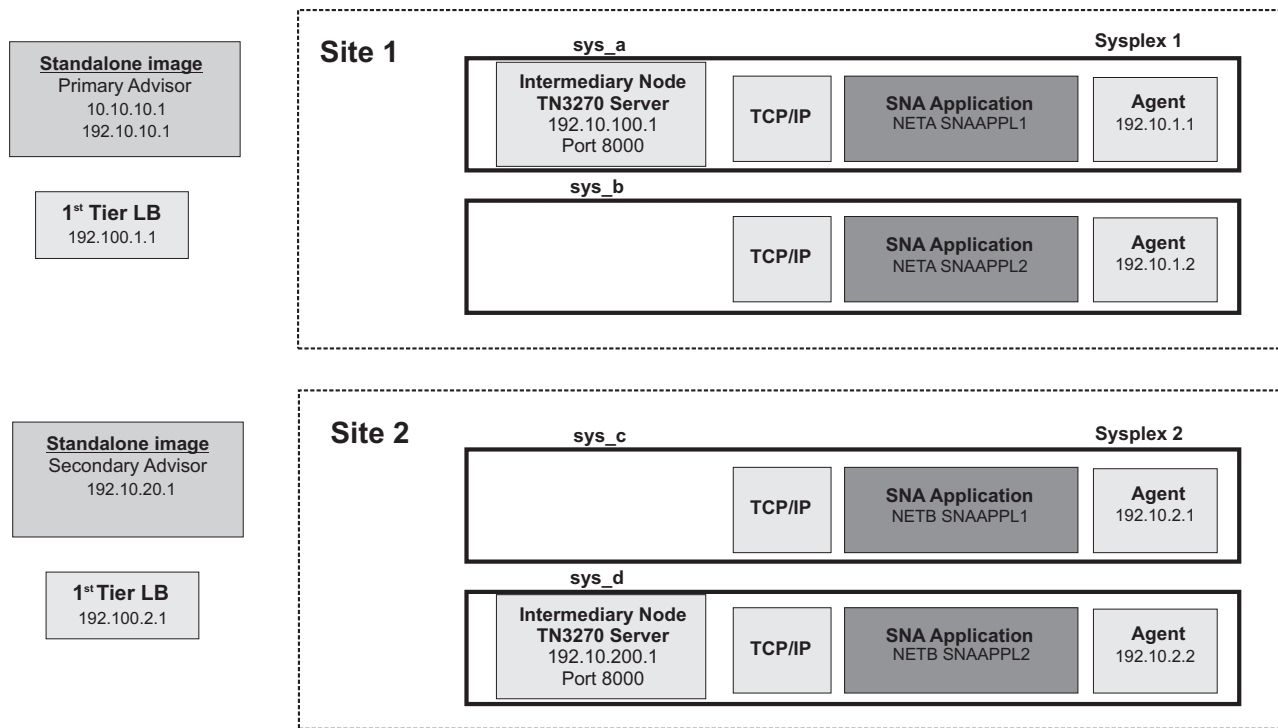 Standalone image
Primary Advisor
10.10.10.1
192.10.10.1
1st Tier LB
192.100.1.1
Site 1
sys_a
Sysplex 1
Intermediary Node
TN3270 Server
192.10.100.1
Port 8000
TCP/IP
SNA Application
NETA SNAAPPL1
Agent
192.10.1.1
sys_b
TCP/IP
SNA Application
NETA SNAAPPL2
Agent
192.10.1.2
Standalone image
Secondary Advisor
192.10.20.1
1st Tier LB
192.100.2.1
Site 2
sys_c
Sysplex 2
TCP/IP
SNA Application
NETB SNAAPPL1
Agent
192.10.2.1
sys_d
Intermediary Node
TN3270 Server
192.10.200.1
Port 8000
TCP/IP
SNA Application
NETB SNAAPPL2
Agent
192.10.2.2